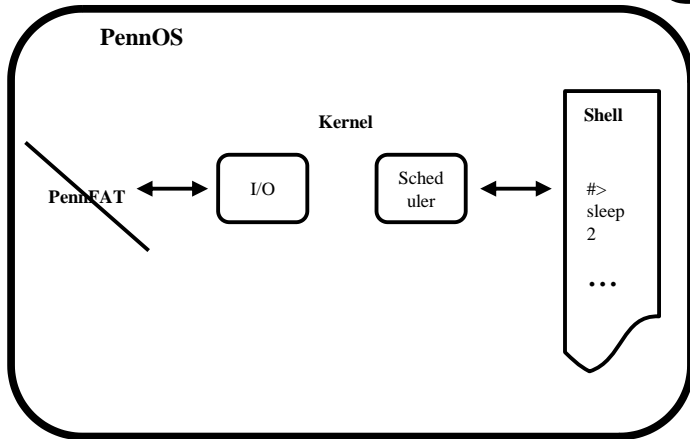 PennOS
Kernel
Shell
PennFAT
I/O
Sched
uler
#>
sleep
2
...